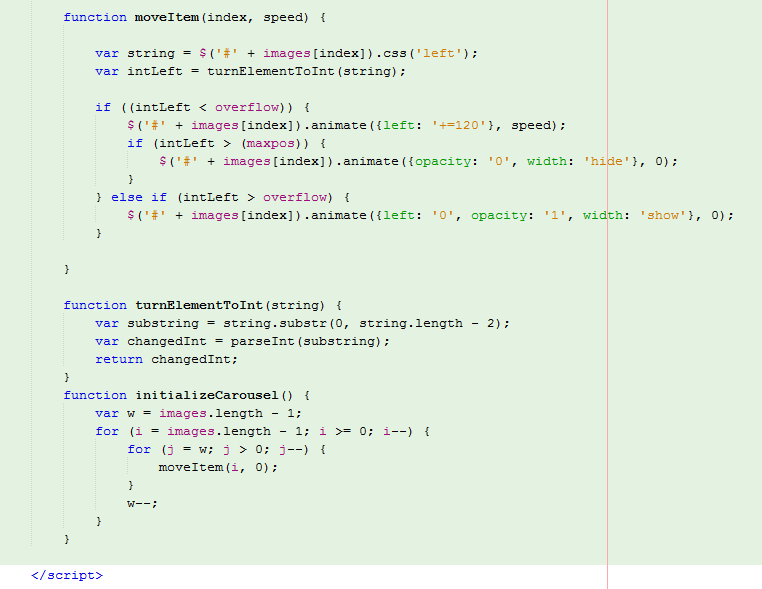 function moveItem(index, speed) {
var string = $('#' + images[index]).css('left');
var intLeft = turnElementToInt(string);
if ((intLeft < overflow)) {
$('#' + images[index]).animate({left: '+=120'}, speed);
if (intLeft > (maxpos)) {
$('#' + images[index]).animate({opacity: '0', width: 'hide'}, 0);
}
} else if (intLeft > overflow) {
$('#' + images[index]).animate({left: '0', opacity: '1', width: 'show'}, 0);
}
}
function turnElementToInt(string) {
var substring = string.substr(0, string.length - 2);
var changedInt = parseInt(substring);
return changedInt;
}
function initializeCarousel() {
var w = images.length - 1;
for (i = images.length - 1; i >= 0; i--) {
for (j = w; j > 0; j--) {
moveItem(i, 0);
}
w--;
}
}
</script>